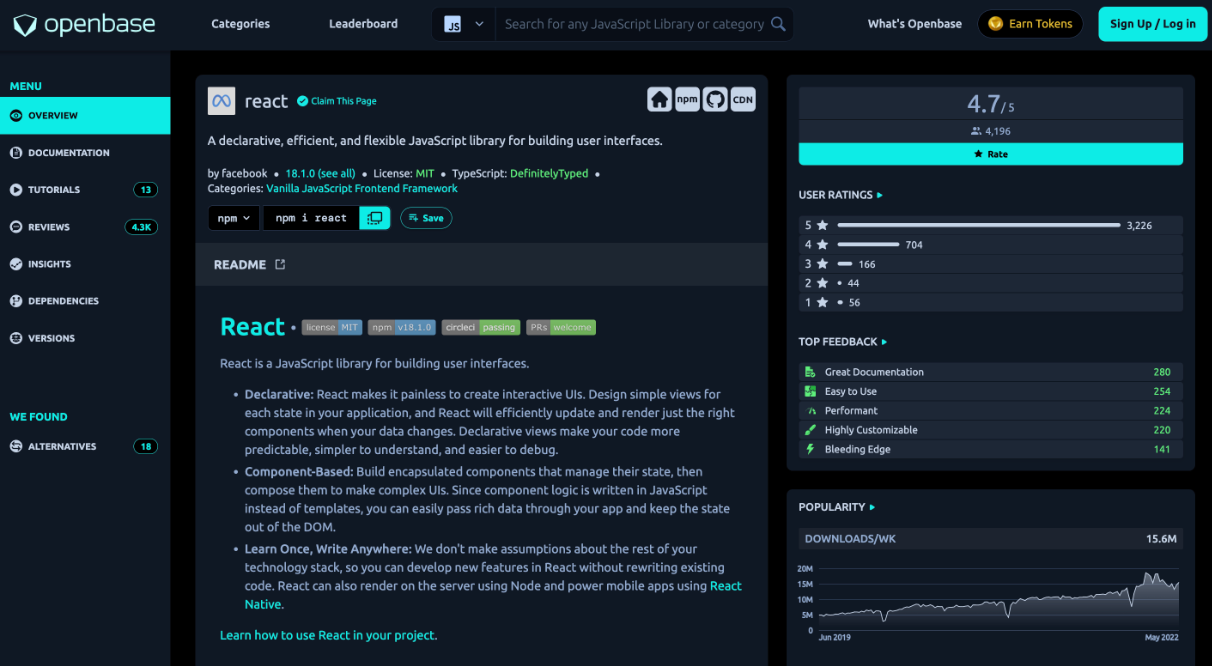 openbase
Categories
Leaderboard
JS
Search for any JavaScript Library or category
What's Openbase
Earn Tokens
Sign Up / Log in
MENU
OVERVIEW
DOCUMENTATION
TUTORIALS 13
REVIEWS 4.3K
INSIGHTS
DEPENDENCIES
VERSIONS
WE FOUND
ALTERNATIVES 18
react Claim This Page
npm
CDN
A declarative, efficient, and flexible JavaScript library for building user interfaces.
by facebook • 18.1.0 (see all) • License: MIT • TypeScript: DefinitelyTyped •
Categories: Vanilla JavaScript Frontend Framework
npm
npm i react
Save
README
React • license MIT npm v18.1.0 circleci passing PRs welcome
React is a JavaScript library for building user interfaces.
• Declarative: React makes it painless to create interactive UIs. Design simple views for
each state in your application, and React will efficiently update and render just the right
components when your data changes. Declarative views make your code more
predictable, simpler to understand, and easier to debug.
• Component-Based: Build encapsulated components that manage their state, then
compose them to make complex UIs. Since component logic is written in JavaScript
instead of templates, you can easily pass rich data through your app and keep the state
out of the DOM.
• Learn Once, Write Anywhere: We don't make assumptions about the rest of your
technology stack, so you can develop new features in React without rewriting existing
code. React can also render on the server using Node and power mobile apps using React
Native.
Learn how to use React in your project.
4.7/ 5
4,196
Rate
USER RATINGS
5 3,226
4 704
3 166
2 44
1 56
TOP FEEDBACK
Great Documentation 280
Easy to Use 254
Performant 224
Highly Customizable 220
Bleeding Edge 141
POPULARITY
DOWNLOADS/WK 15.6M
20M
15M
10M
5M
0
Jun 2019 May 2022